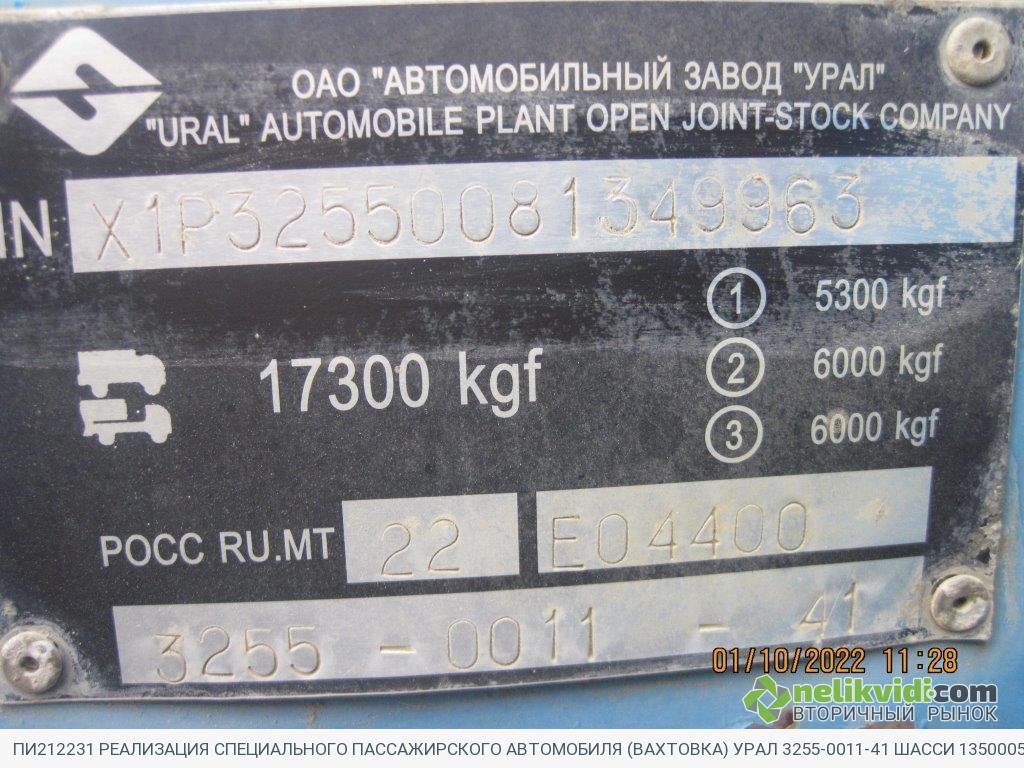 ОАО "АВТОМОБИЛЬНЫЙ ЗАВОД "УРАЛ"
"URAL" AUTOMOBILE PLANT OPEN JOINT-STOCK COMPANY
IN X1P32550081349963
1 5300 kgf
17300 kgf 2 6000 kgf
3 6000 kgf
РОСС RU.MT 22 E04400
3255 - 0011 - 41
01/10/2022 11:28
nelikvidi:com
ВТОРИЧНЫЙ РЫНОК
ПИ212231 РЕАЛИЗАЦИЯ СПЕЦИАЛЬНОГО ПАССАЖИРСКОГО АВТОМОБИЛЯ (ВАХТОВКА) УРАЛ 3255-0011-41 ШАССИ 1350005